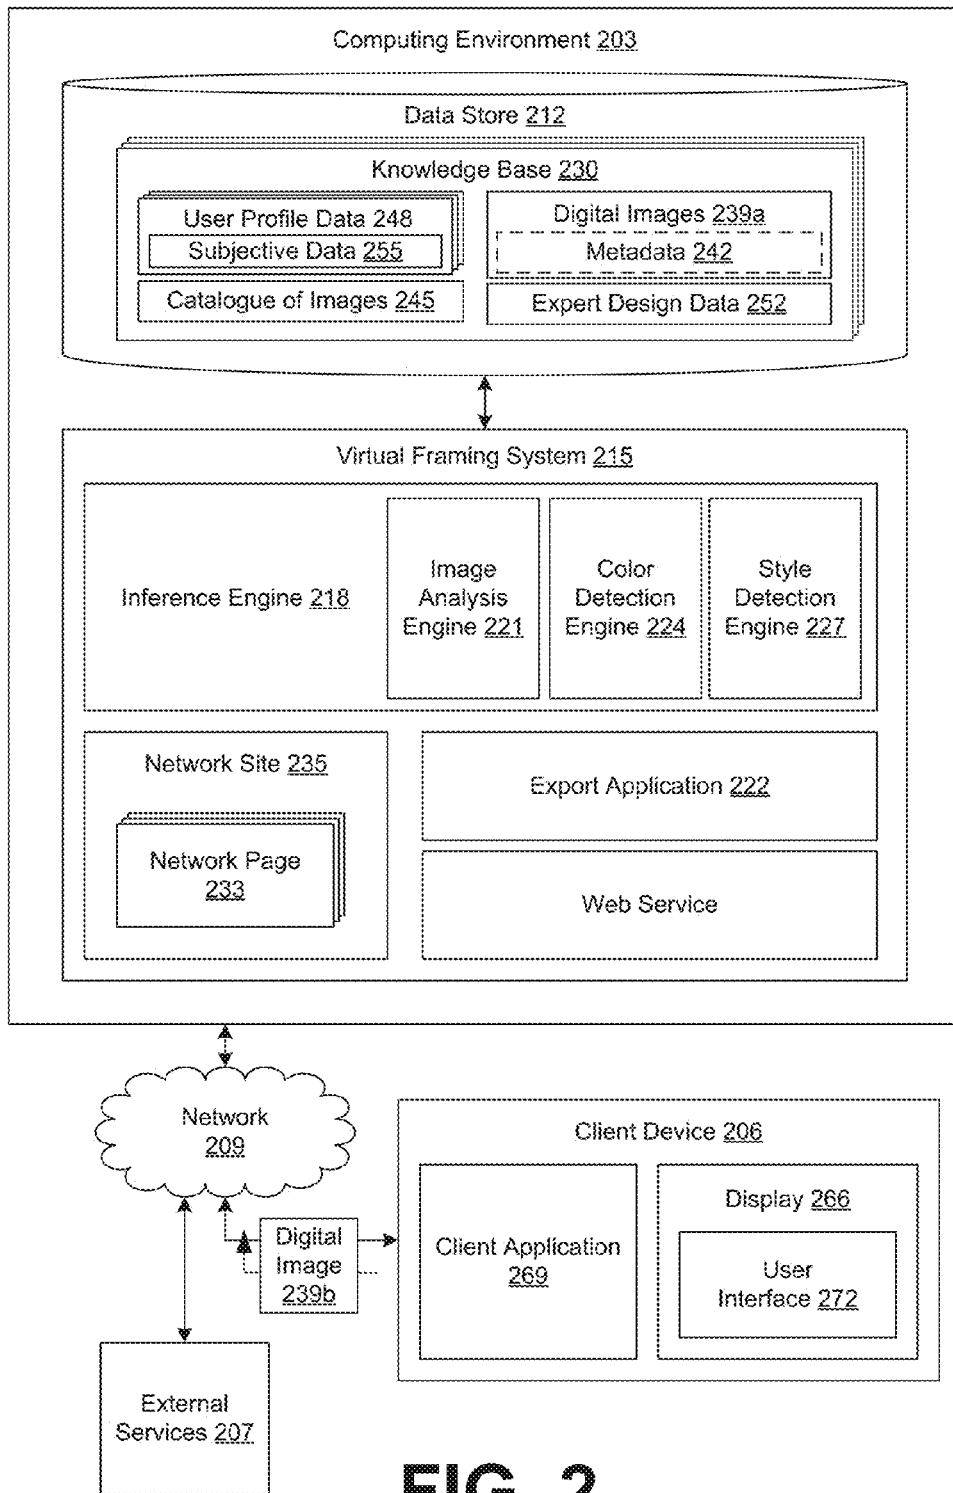 Computing Environment 203
Data Store 212
Knowledge Base 230
User Profile Data 248
Subjective Data 255
Catalogue of Images 245
Digital Images 239a
Metadata 242
Expert Design Data 252
Virtual Framing System 215
Inference Engine 218
Image
Analysis
Engine 221
Color
Detection
Engine 224
Style
Detection
Engine 227
Network Site 235
Network Page
233
Export Application 222
Web Service
Network
209
Digital
Image
239b
Client Device 206
Client Application
269
Display 266
User
Interface 272
External
Services 207
FIG. 2